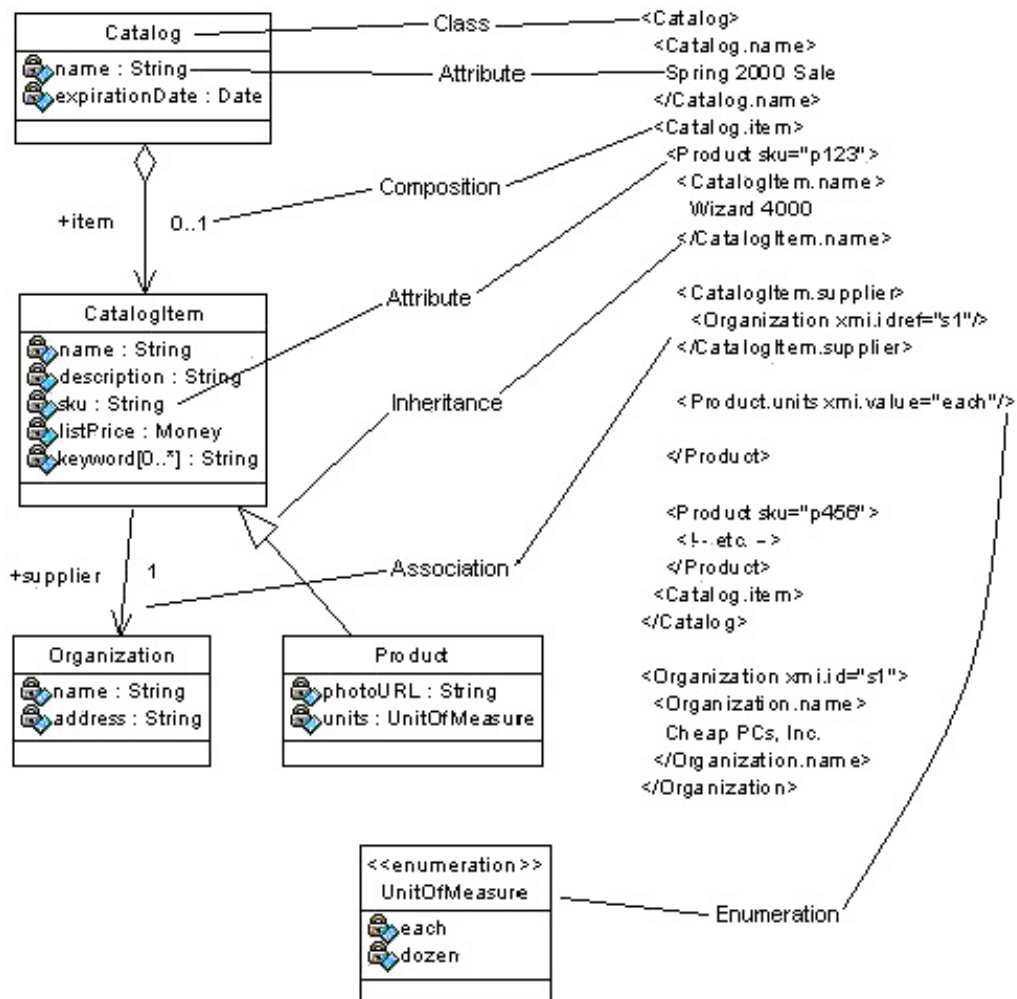 Catalog
name : String
expirationDate : Date
+item
0..1
CatalogItem
name : String
description : String
sku : String
listPrice : Money
keyword[0..*] : String
+supplier
1
Organization
name : String
address : String
Product
photoURL : String
units : UnitOfMeasure
<<enumeration>>
UnitOfMeasure
each
dozen
Class
Attribute
Composition
Attribute
Inheritance
Association
Enumeration
<Catalog>
<Catalog.name>
Spring 2000 Sale
</Catalog.name>
<Catalog.item>
<Product sku="p123">
<CatalogItem.name>
Wizard 4000
</CatalogItem.name>
<CatalogItem.supplier>
<Organization xmi.idref="s1"/>
</CatalogItem.supplier>
<Product.units xmi.value="each"/>
</Product>
<Product sku="p456">
<!-- etc. -->
</Product>
<Catalog.item>
</Catalog>
<Organization xmi.id="s1">
<Organization.name>
Cheap PCs, Inc.
</Organization.name>
</Organization>